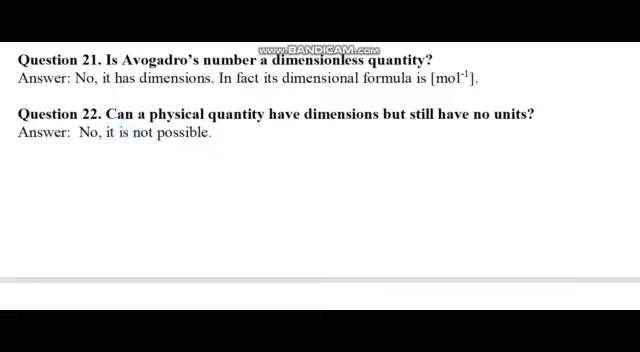 www.BANDICAM.com
Question 21. Is Avogadro’s number a dimensionless quantity?
Answer: No, it has dimensions. In fact its dimensional formula is [mol⁻¹].
Question 22. Can a physical quantity have dimensions but still have no units?
Answer: No, it is not possible.